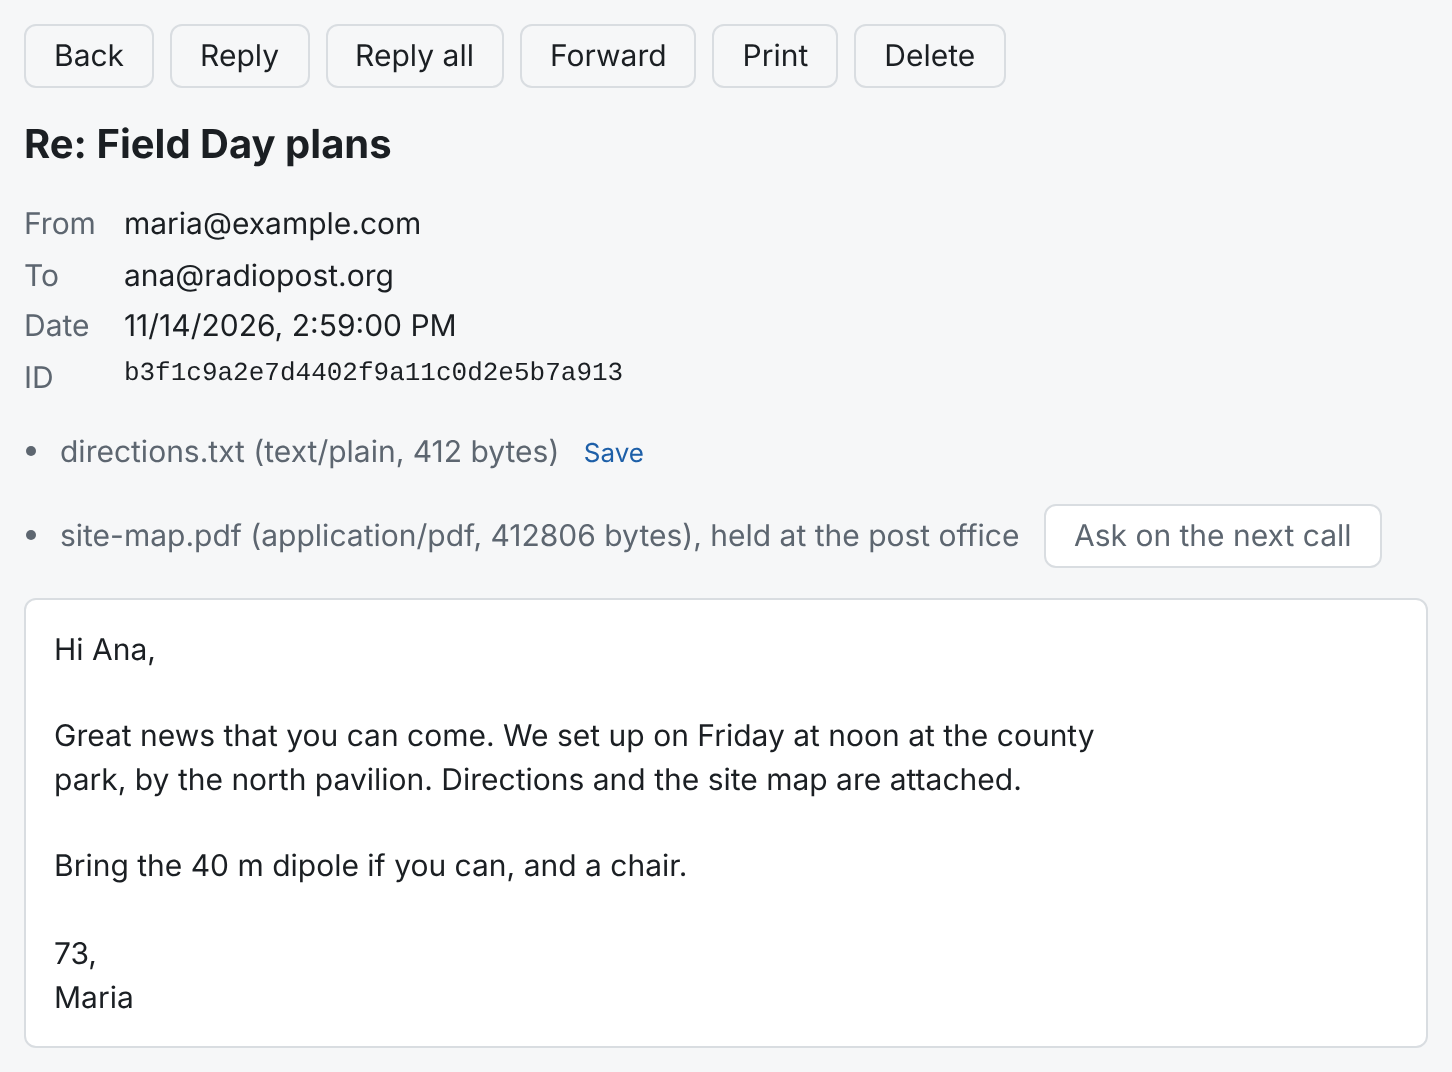 Back Reply Reply all Forward Print Delete
Re: Field Day plans
From maria@example.com
To ana@radiopost.org
Date 11/14/2026, 2:59:00 PM
ID b3f1c9a2e7d4402f9a11c0d2e5b7a913
• directions.txt (text/plain, 412 bytes) Save
• site-map.pdf (application/pdf, 412806 bytes), held at the post office Ask on the next call
Hi Ana,
Great news that you can come. We set up on Friday at noon at the county
park, by the north pavilion. Directions and the site map are attached.
Bring the 40 m dipole if you can, and a chair.
73,
Maria